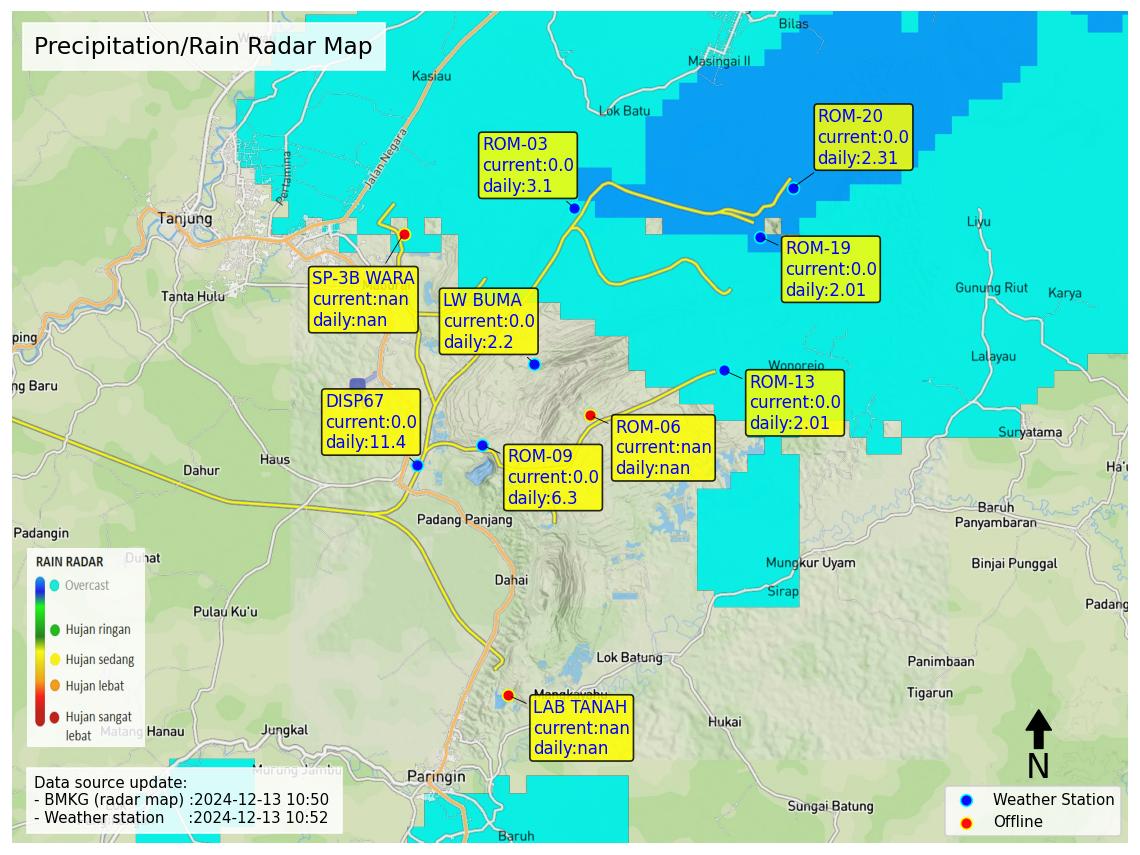 Precipitation/Rain Radar Map
Bilas
Masingai II
Kasiau
Lok Batu
Jalan Negara
Pertamina
Tanjung
ROM-20
current:0.0
daily:2.31
ROM-03
current:0.0
daily:3.1
Liyu
ROM-19
current:0.0
daily:2.01
SP-3B WARA
current:nan
daily:nan
LW BUMA
current:0.0
daily:2.2
Tanta Hulu
Gunung Riut
Karya
ping
Lalayau
Wonorejo
ng Baru
ROM-13
current:0.0
daily:2.01
DISP67
current:0.0
daily:11.4
ROM-06
current:nan
daily:nan
Suryatama
ROM-09
current:0.0
daily:6.3
Haus
Dahur
Ha'u
Padang Panjang
Baruh
Panyambaran
Padangin
Duhat
Mungkur Uyam
Binjai Punggal
Dahai
Sirap
Padang
Pulau Ku'u
RAIN RADAR
Overcast
Hujan ringan
Hujan sedang
Hujan lebat
Hujan sangat
lebat
Lok Batung
Panimbaan
Tigarun
LAB TANAH
current:nan
daily:nan
Hukai
Matang Hanau
Jungkal
Murung Jambu
Paringin
Sungai Batung
Baruh
Data source update:
- BMKG (radar map) :2024-12-13 10:50
- Weather station :2024-12-13 10:52
N
Weather Station
Offline